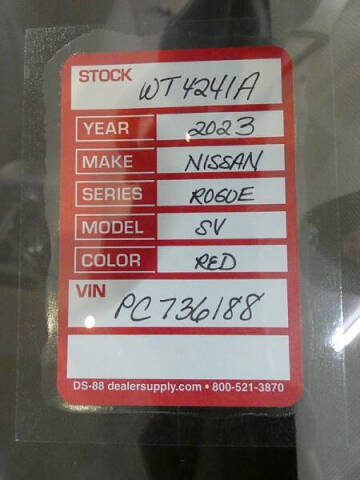 STOCK WT4241A
YEAR 2023
MAKE NISSAN
SERIES ROGUE
MODEL SV
COLOR RED
VIN
PC736188
DS-88 dealersupply.com • 800-521-3870